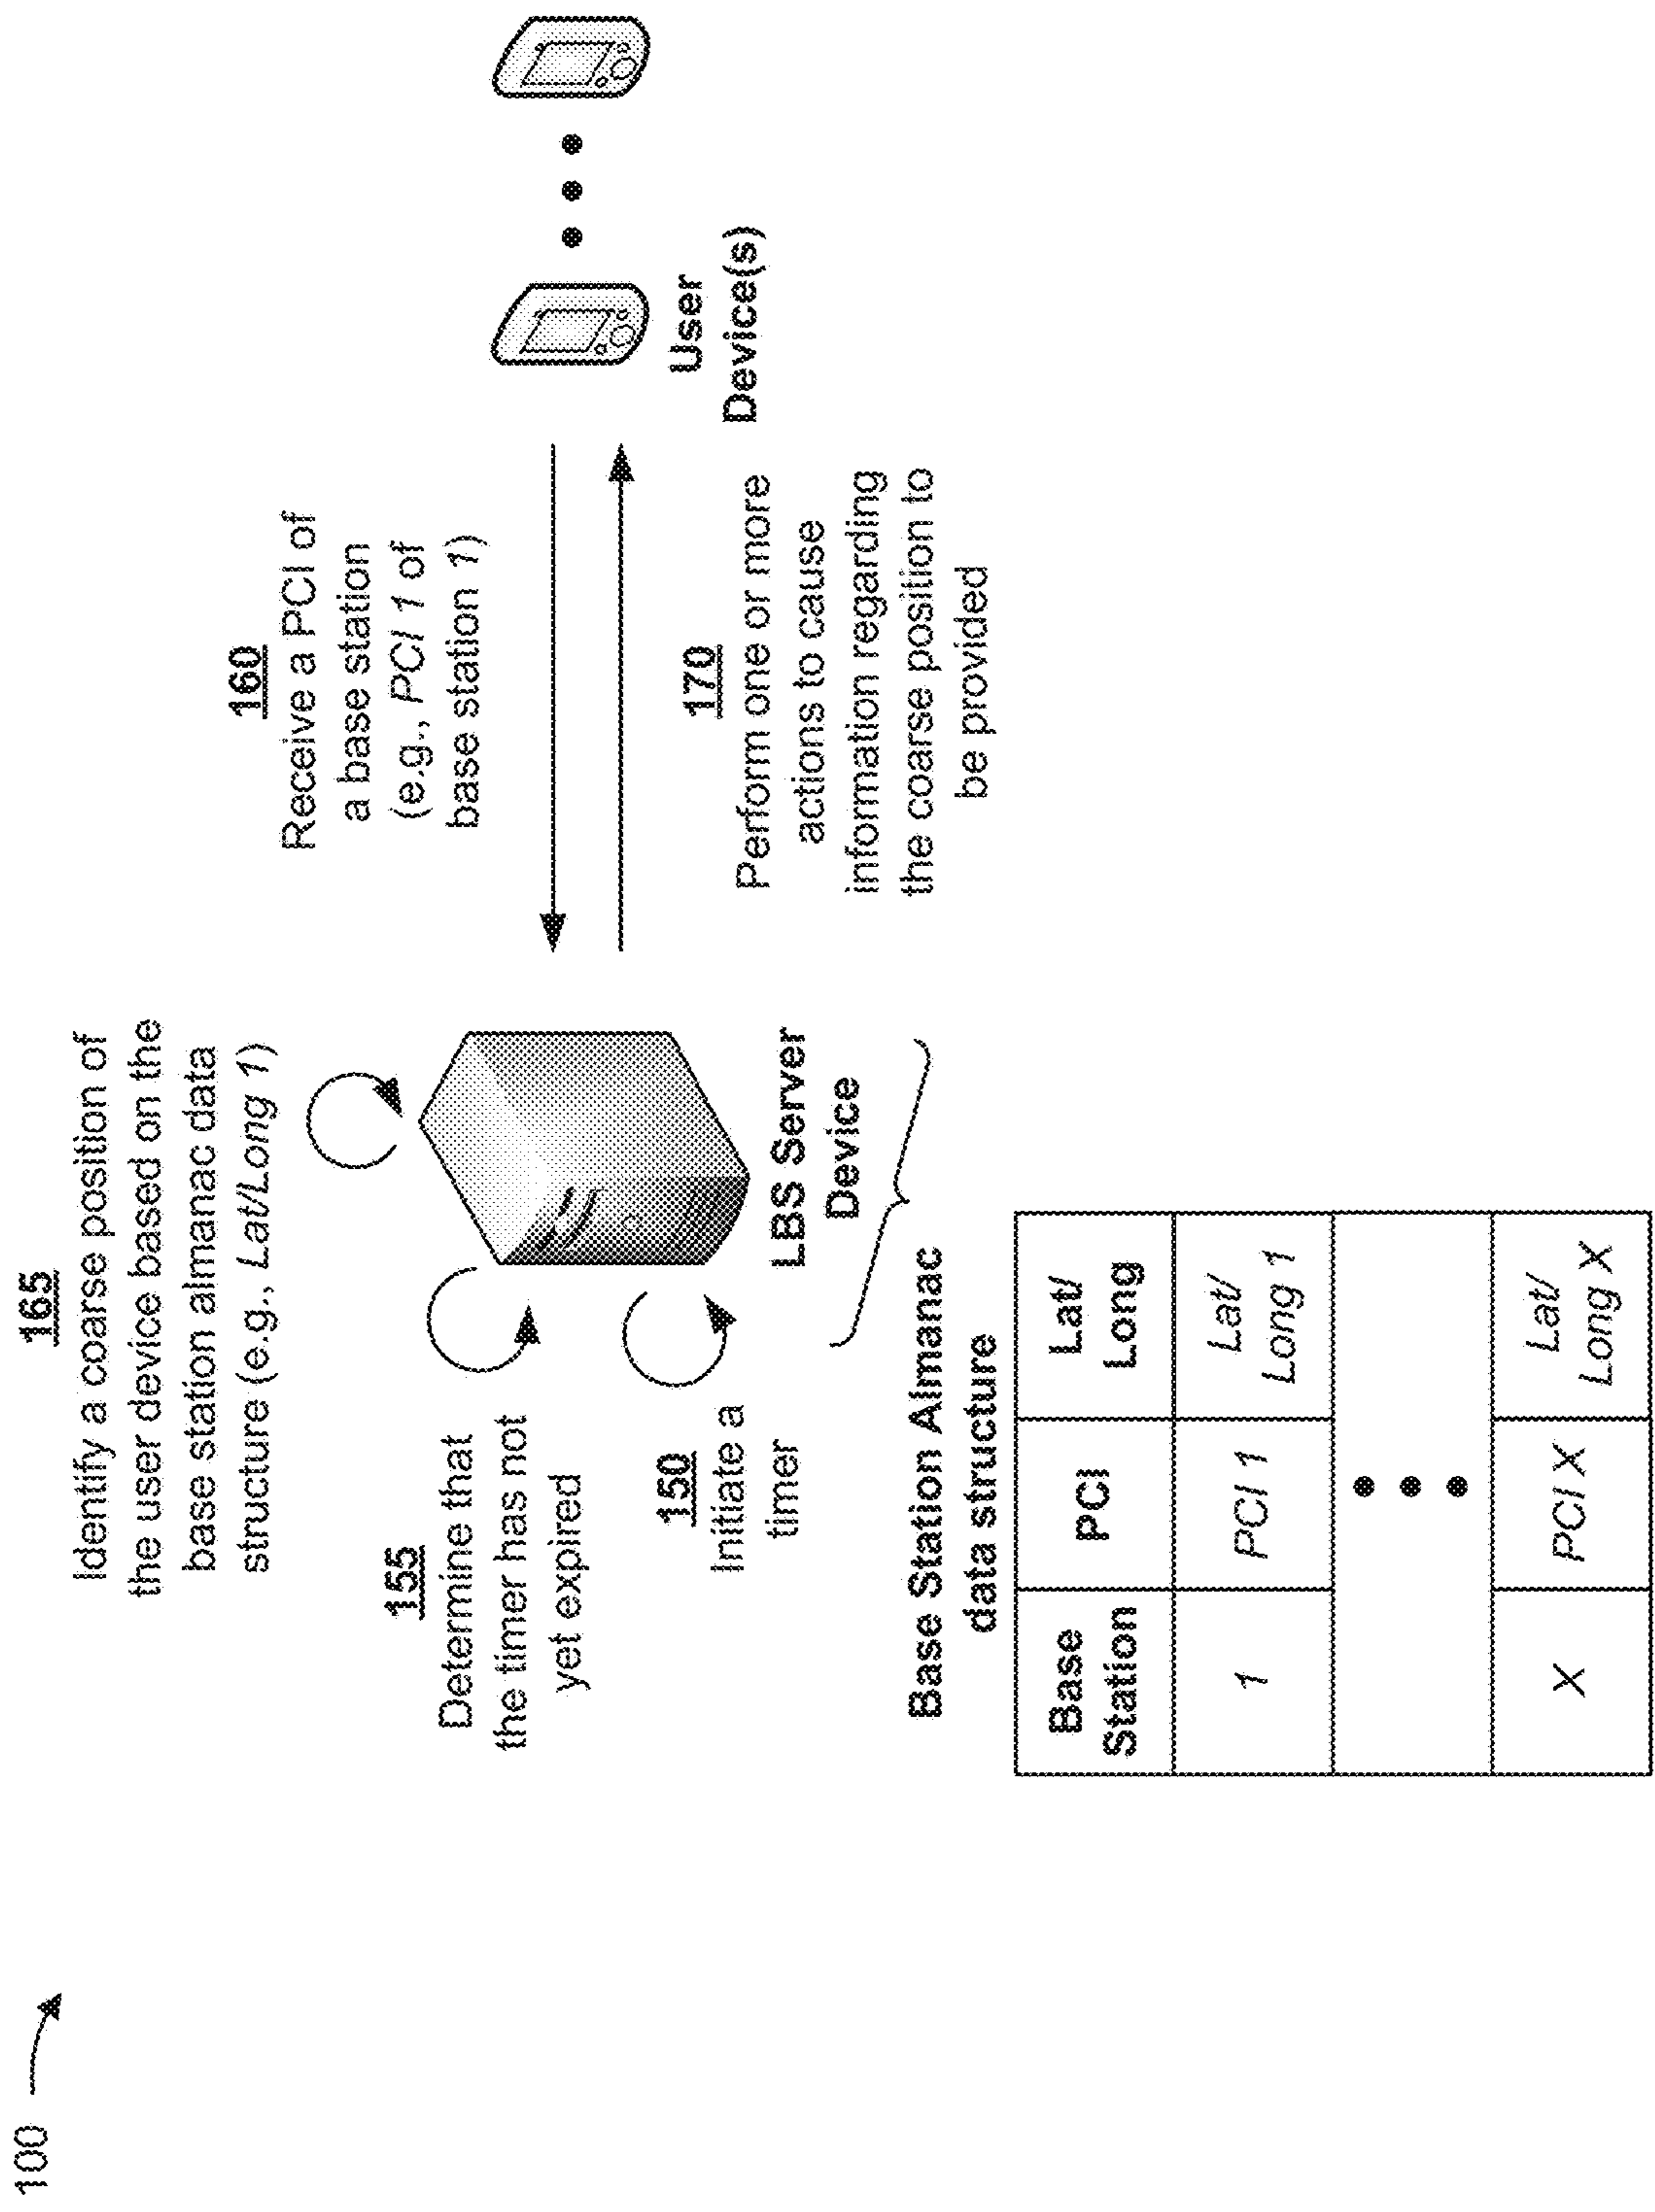 100
165
Identify a coarse position of
the user device based on the
base station almanac data
structure (e.g., Lat/Long 1)
155
Determine that
the timer has not
yet expired
150
Initiate a
timer
LBS Server
Device
160
Receive a PCI of
a base station
(e.g., PCI 1 of
base station 1)
170
Perform one or more
actions to cause
information regarding
the coarse position to
be provided
User
Device(s)
Base Station Almanac
data structure
Base
Station
PCI
Lat/
Long
1
PCI 1
Lat/
Long 1
X
PCI X
Lat/
Long X